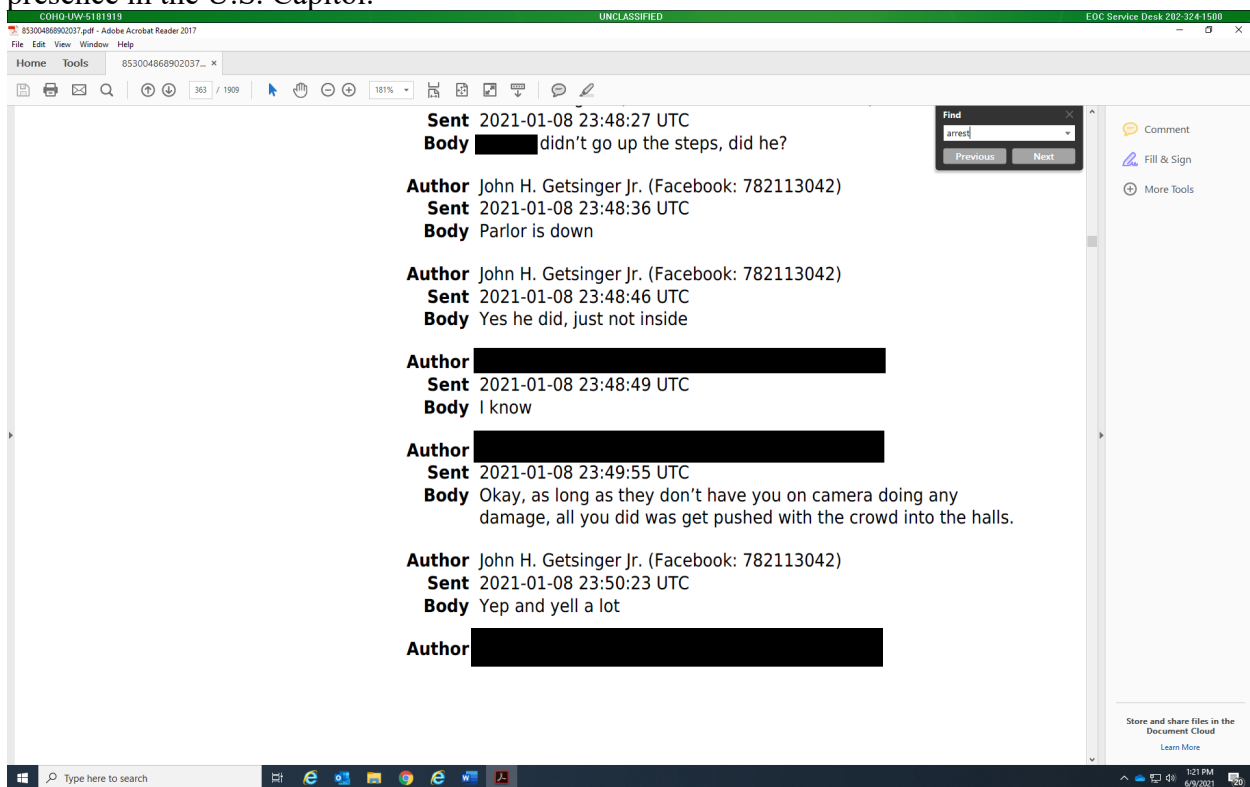 presence in the U.S. Capitol.
COHQ-UW-5181919 UNCLASSIFIED EOC Service Desk 202-324-1500
853004868902037.pdf - Adobe Acrobat Reader 2017
File Edit View Window Help
Home Tools 853004868902037_... ×
363 / 1909 181%
Find
arrest
Previous Next
Comment
Fill & Sign
More Tools
Sent 2021-01-08 23:48:27 UTC
Body didn't go up the steps, did he?
Author John H. Getsinger Jr. (Facebook: 782113042)
Sent 2021-01-08 23:48:36 UTC
Body Parlor is down
Author John H. Getsinger Jr. (Facebook: 782113042)
Sent 2021-01-08 23:48:46 UTC
Body Yes he did, just not inside
Author
Sent 2021-01-08 23:48:49 UTC
Body I know
Author
Sent 2021-01-08 23:49:55 UTC
Body Okay, as long as they don't have you on camera doing any
damage, all you did was get pushed with the crowd into the halls.
Author John H. Getsinger Jr. (Facebook: 782113042)
Sent 2021-01-08 23:50:23 UTC
Body Yep and yell a lot
Author
Store and share files in the
Document Cloud
Learn More
Type here to search
1:21 PM
6/9/2021
20